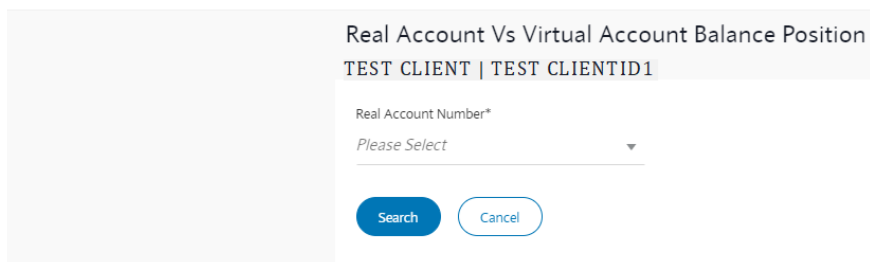 Real Account Vs Virtual Account Balance Position
TEST CLIENT | TEST CLIENTID1
Real Account Number*
Please Select
Search Cancel